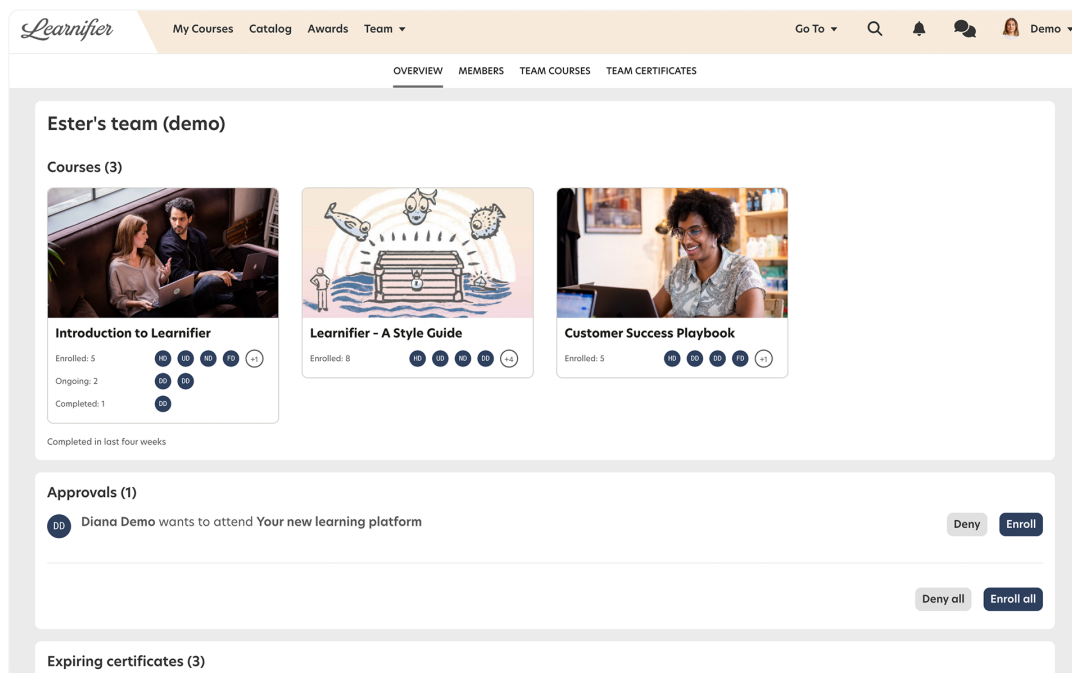 Learnifier
My Courses Catalog Awards Team
Go To
Demo
OVERVIEW MEMBERS TEAM COURSES TEAM CERTIFICATES
Ester's team (demo)
Courses (3)
Introduction to Learnifier
Enrolled: 5 HD UD ND FD +1
Ongoing: 2 DD DD
Completed: 1 DD
Learnifier – A Style Guide
Enrolled: 8 HD UD ND DD +4
Customer Success Playbook
Enrolled: 5 HD DD DD FD +1
Completed in last four weeks
Approvals (1)
DD Diana Demo wants to attend Your new learning platform
Deny Enroll
Deny all Enroll all
Expiring certificates (3)